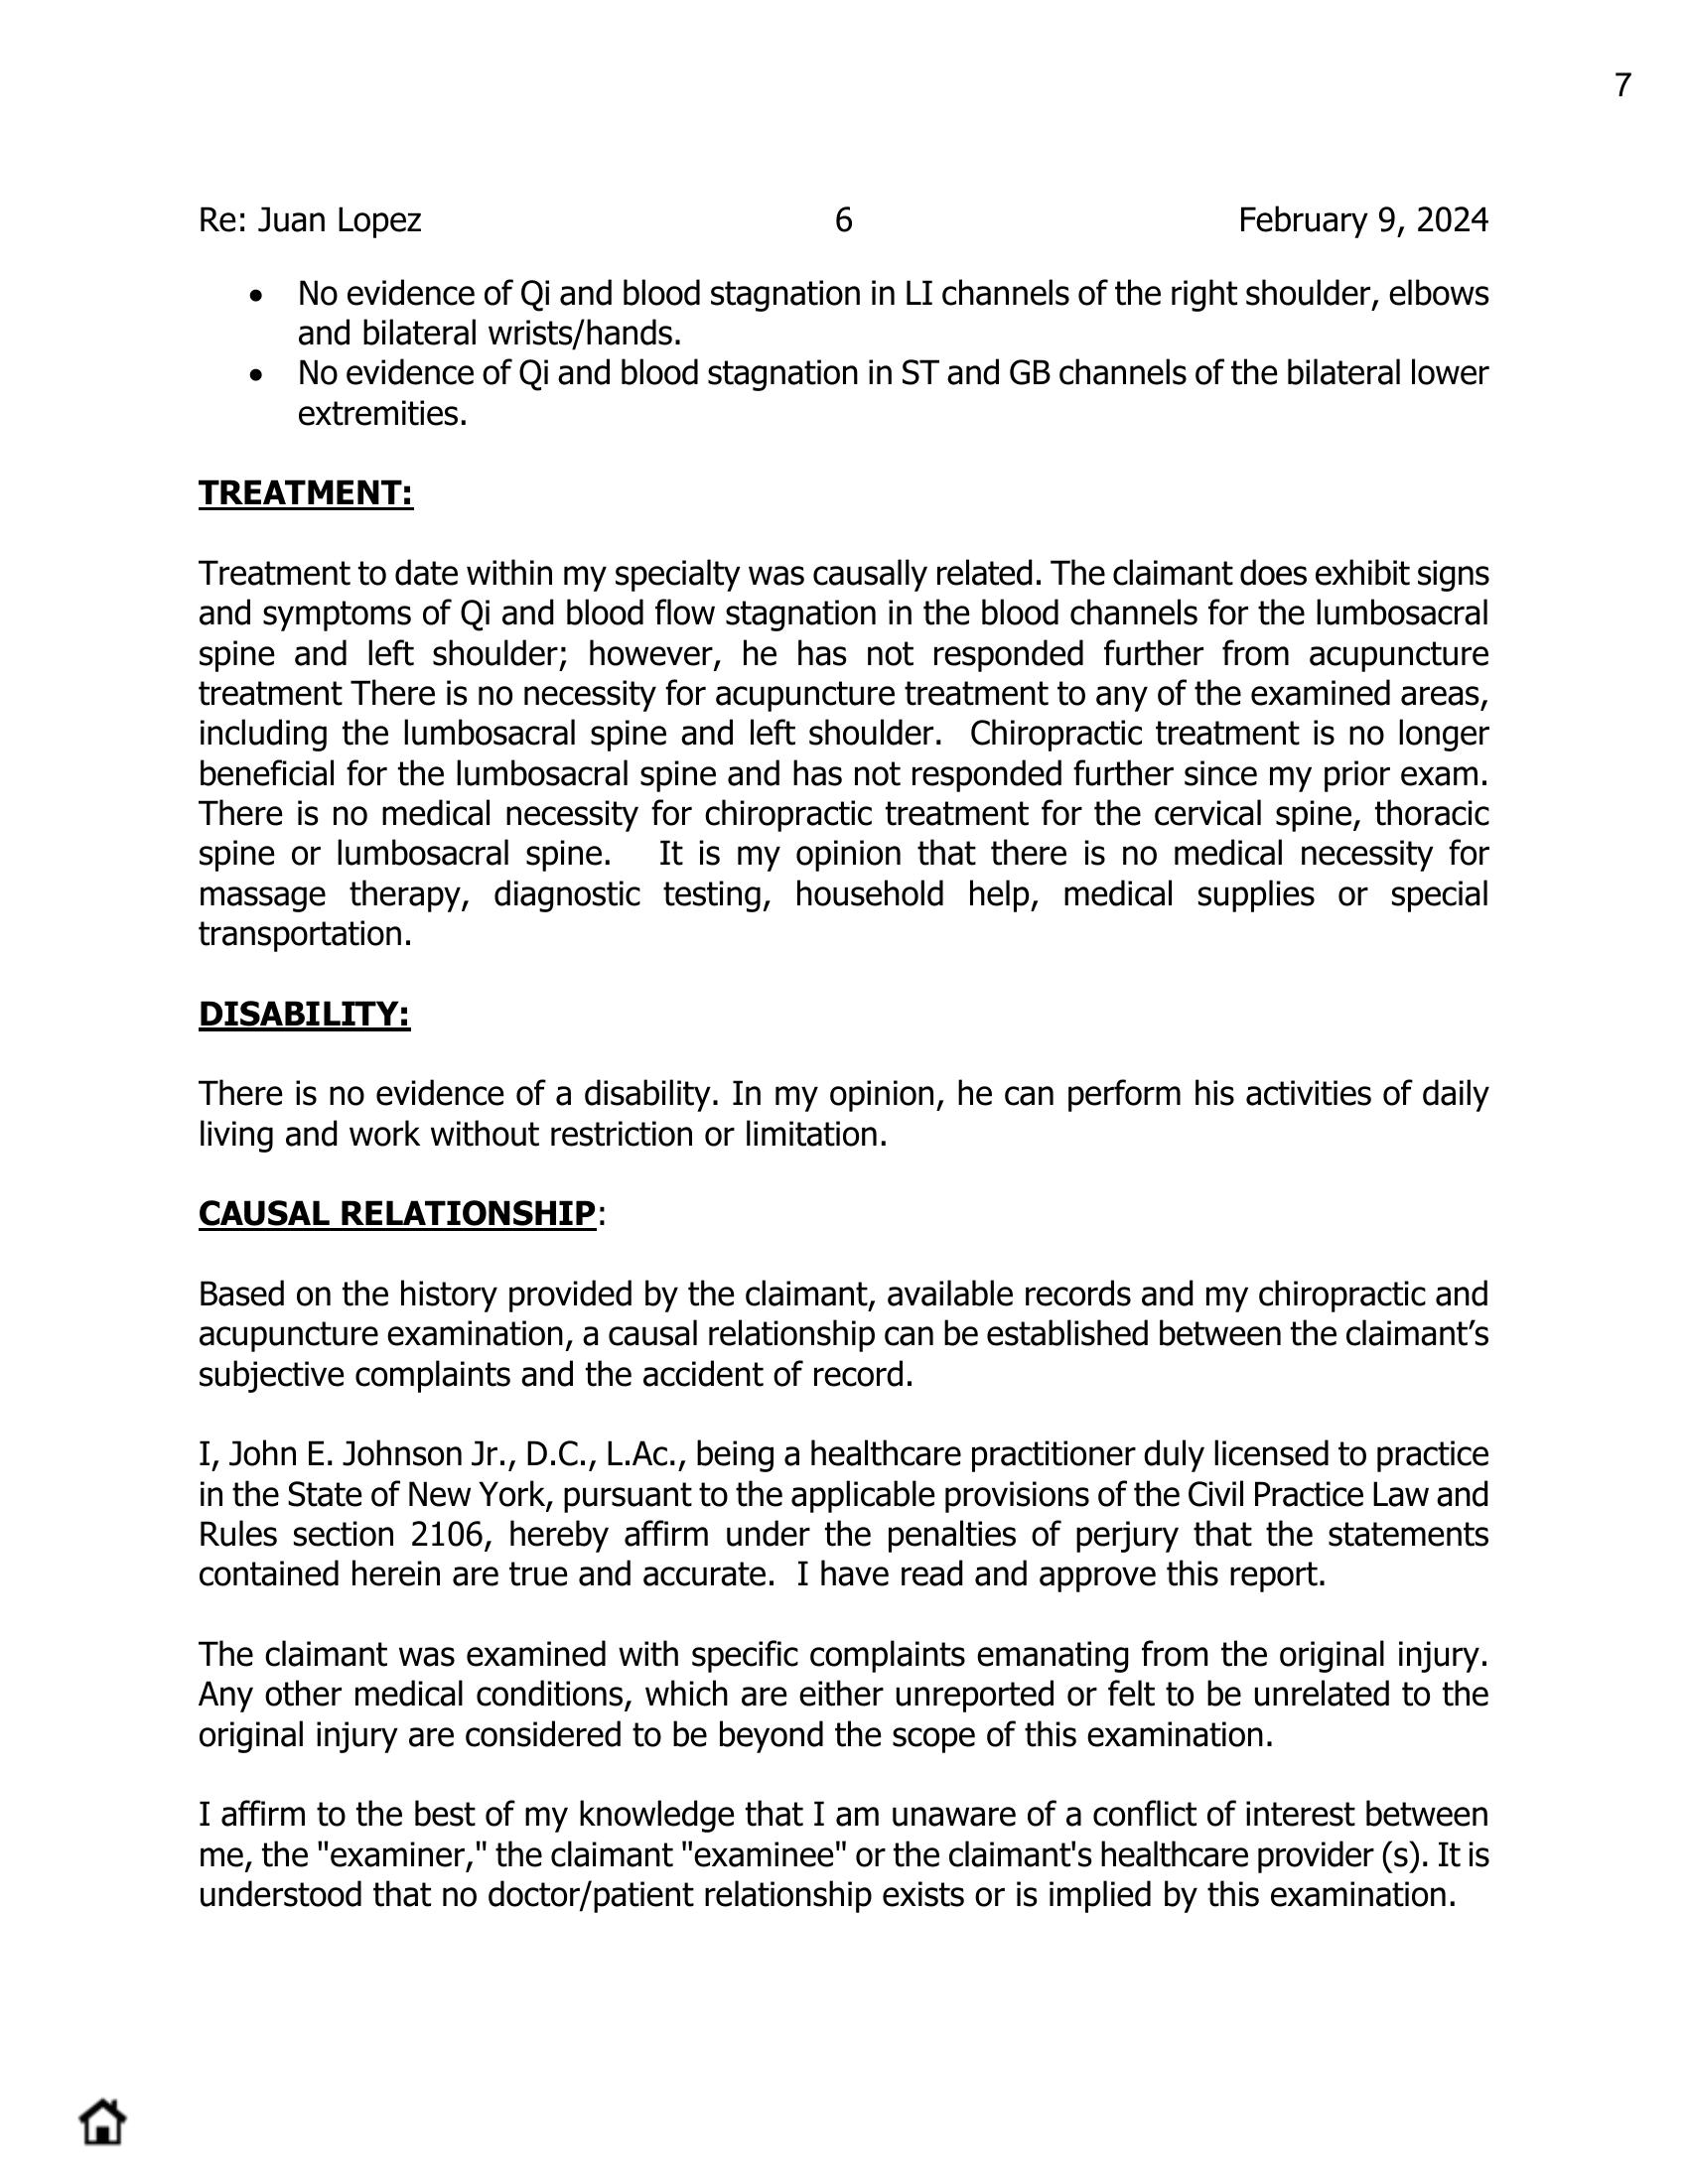 7
Re: Juan Lopez 6 February 9, 2024
• No evidence of Qi and blood stagnation in LI channels of the right shoulder, elbows
and bilateral wrists/hands.
• No evidence of Qi and blood stagnation in ST and GB channels of the bilateral lower
extremities.
TREATMENT:
Treatment to date within my specialty was causally related. The claimant does exhibit signs
and symptoms of Qi and blood flow stagnation in the blood channels for the lumbosacral
spine and left shoulder; however, he has not responded further from acupuncture
treatment There is no necessity for acupuncture treatment to any of the examined areas,
including the lumbosacral spine and left shoulder. Chiropractic treatment is no longer
beneficial for the lumbosacral spine and has not responded further since my prior exam.
There is no medical necessity for chiropractic treatment for the cervical spine, thoracic
spine or lumbosacral spine. It is my opinion that there is no medical necessity for
massage therapy, diagnostic testing, household help, medical supplies or special
transportation.
DISABILITY:
There is no evidence of a disability. In my opinion, he can perform his activities of daily
living and work without restriction or limitation.
CAUSAL RELATIONSHIP:
Based on the history provided by the claimant, available records and my chiropractic and
acupuncture examination, a causal relationship can be established between the claimant’s
subjective complaints and the accident of record.
I, John E. Johnson Jr., D.C., L.Ac., being a healthcare practitioner duly licensed to practice
in the State of New York, pursuant to the applicable provisions of the Civil Practice Law and
Rules section 2106, hereby affirm under the penalties of perjury that the statements
contained herein are true and accurate. I have read and approve this report.
The claimant was examined with specific complaints emanating from the original injury.
Any other medical conditions, which are either unreported or felt to be unrelated to the
original injury are considered to be beyond the scope of this examination.
I affirm to the best of my knowledge that I am unaware of a conflict of interest between
me, the "examiner," the claimant "examinee" or the claimant's healthcare provider (s). It is
understood that no doctor/patient relationship exists or is implied by this examination.